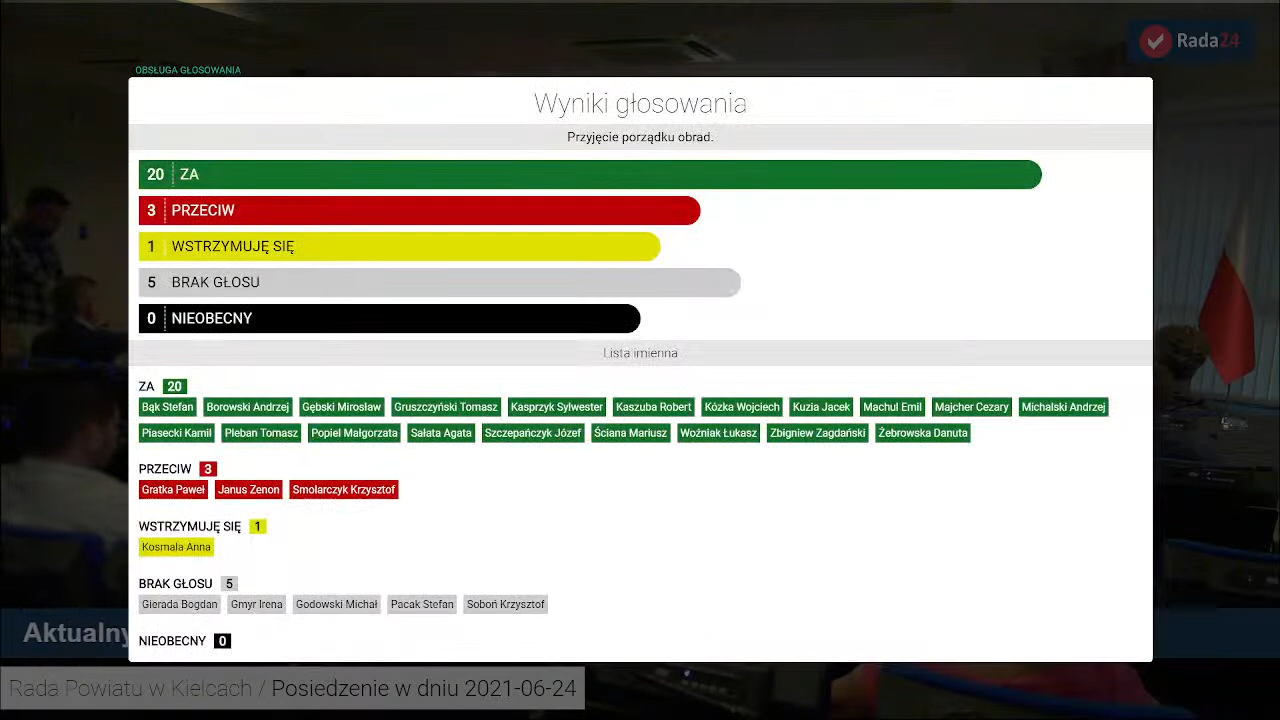 Rada24
OBSŁUGA GŁOSOWANIA
Wyniki głosowania
Przyjęcie porządku obrad.
20 ZA
3 PRZECIW
1 WSTRZYMUJĘ SIĘ
5 BRAK GŁOSU
0 NIEOBECNY
Lista imienna
ZA 20
Bąk Stefan Borowski Andrzej Gębski Mirosław Gruszczyński Tomasz Kasprzyk Sylwester Kaszuba Robert Kózka Wojciech Kuzia Jacek Machul Emil Majcher Cezary Michalski Andrzej
Piasecki Kamil Pleban Tomasz Popiel Małgorzata Sałata Agata Szczepańczyk Józef Ściana Mariusz Woźniak Łukasz Zbigniew Zagdański Żebrowska Danuta
PRZECIW 3
Gratka Paweł Janus Zenon Smolarczyk Krzysztof
WSTRZYMUJĘ SIĘ 1
Kosmala Anna
BRAK GŁOSU 5
Gierada Bogdan Gmyr Irena Godowski Michał Pacak Stefan Soboń Krzysztof
Aktualny
NIEOBECNY 0
Rada Powiatu w Kielcach / Posiedzenie w dniu 2021-06-24